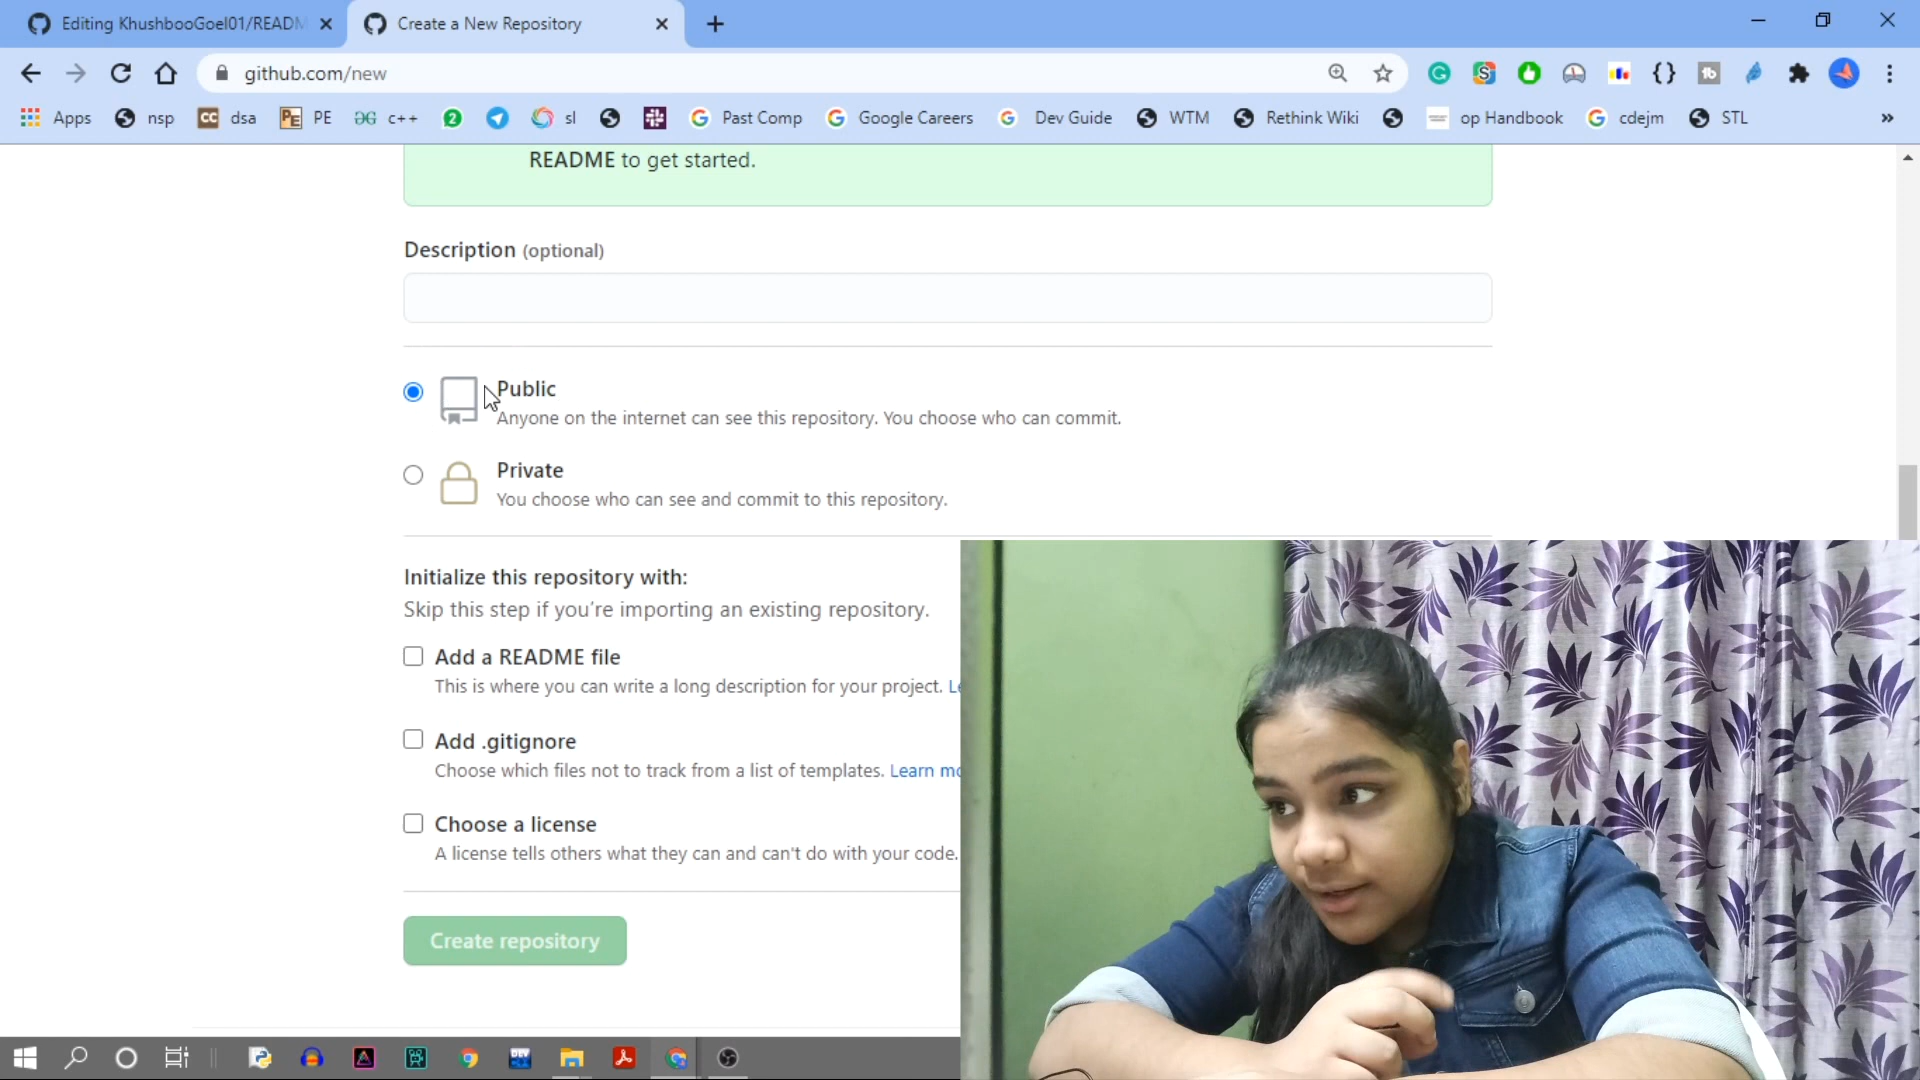 Editing KhushbooGoel01/READM
Create a New Repository
github.com/new
Apps nsp CC dsa PE PE c++ 2 sl Past Comp Google Careers Dev Guide WTM Rethink Wiki op Handbook cdejm STL »
README to get started.
Description (optional)
Public
Anyone on the internet can see this repository. You choose who can commit.
Private
You choose who can see and commit to this repository.
Initialize this repository with:
Skip this step if you’re importing an existing repository.
Add a README file
This is where you can write a long description for your project. Le
Add .gitignore
Choose which files not to track from a list of templates. Learn mo
Choose a license
A license tells others what they can and can't do with your code.
Create repository